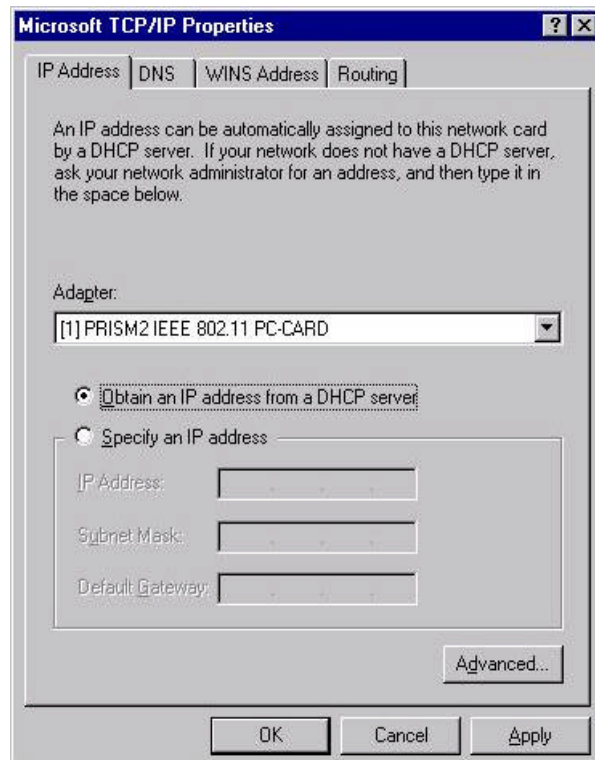 Microsoft TCP/IP Properties
IP Address DNS WINS Address Routing
An IP address can be automatically assigned to this network card
by a DHCP server. If your network does not have a DHCP server,
ask your network administrator for an address, and then type it in
the space below.
Adapter:
[1] PRISM2 IEEE 802.11 PC-CARD
Obtain an IP address from a DHCP server
Specify an IP address
IP Address:
Subnet Mask:
Default Gateway:
Advanced...
OK Cancel Apply